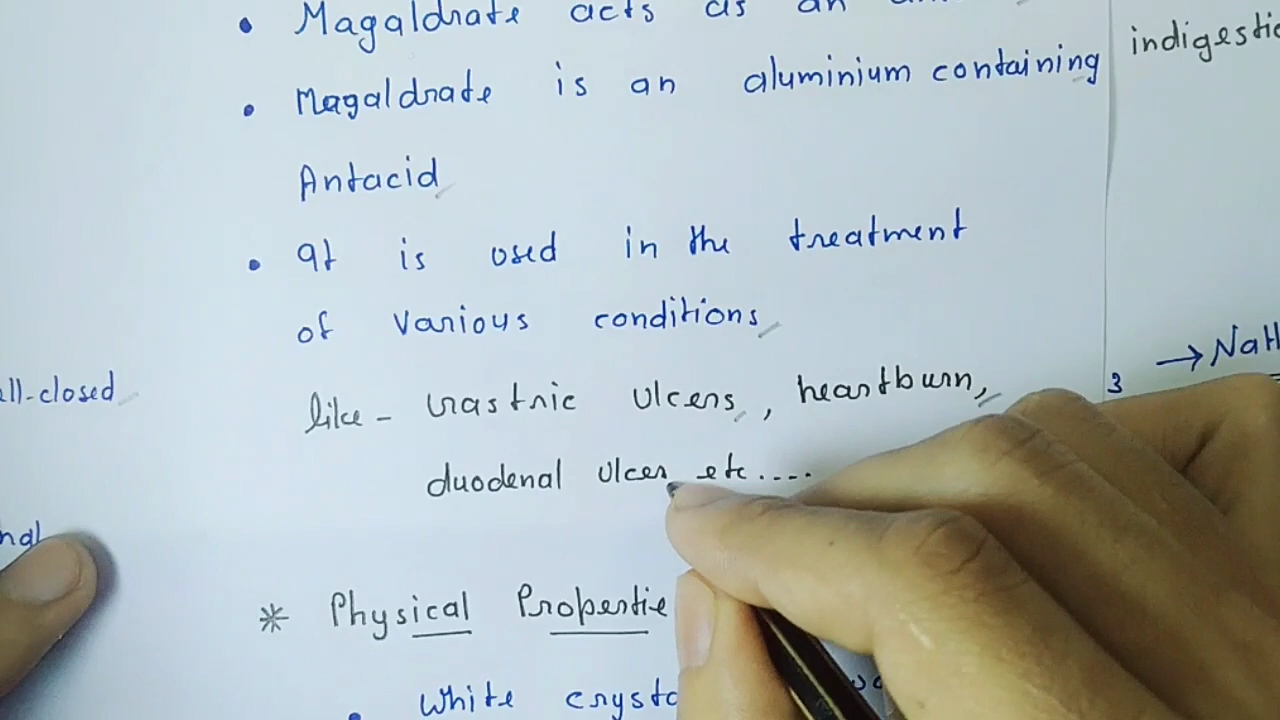 Magaldrate acts as an
indigestio
• Magaldrate is an aluminium containing
Antacid
• It is used in the treatment
of various conditions
→ NaH
ll-closed
3
like - Gastric ulcers, heartburn,
duodenal ulcer etc....
nal
* Physical Propertie
• White crysta